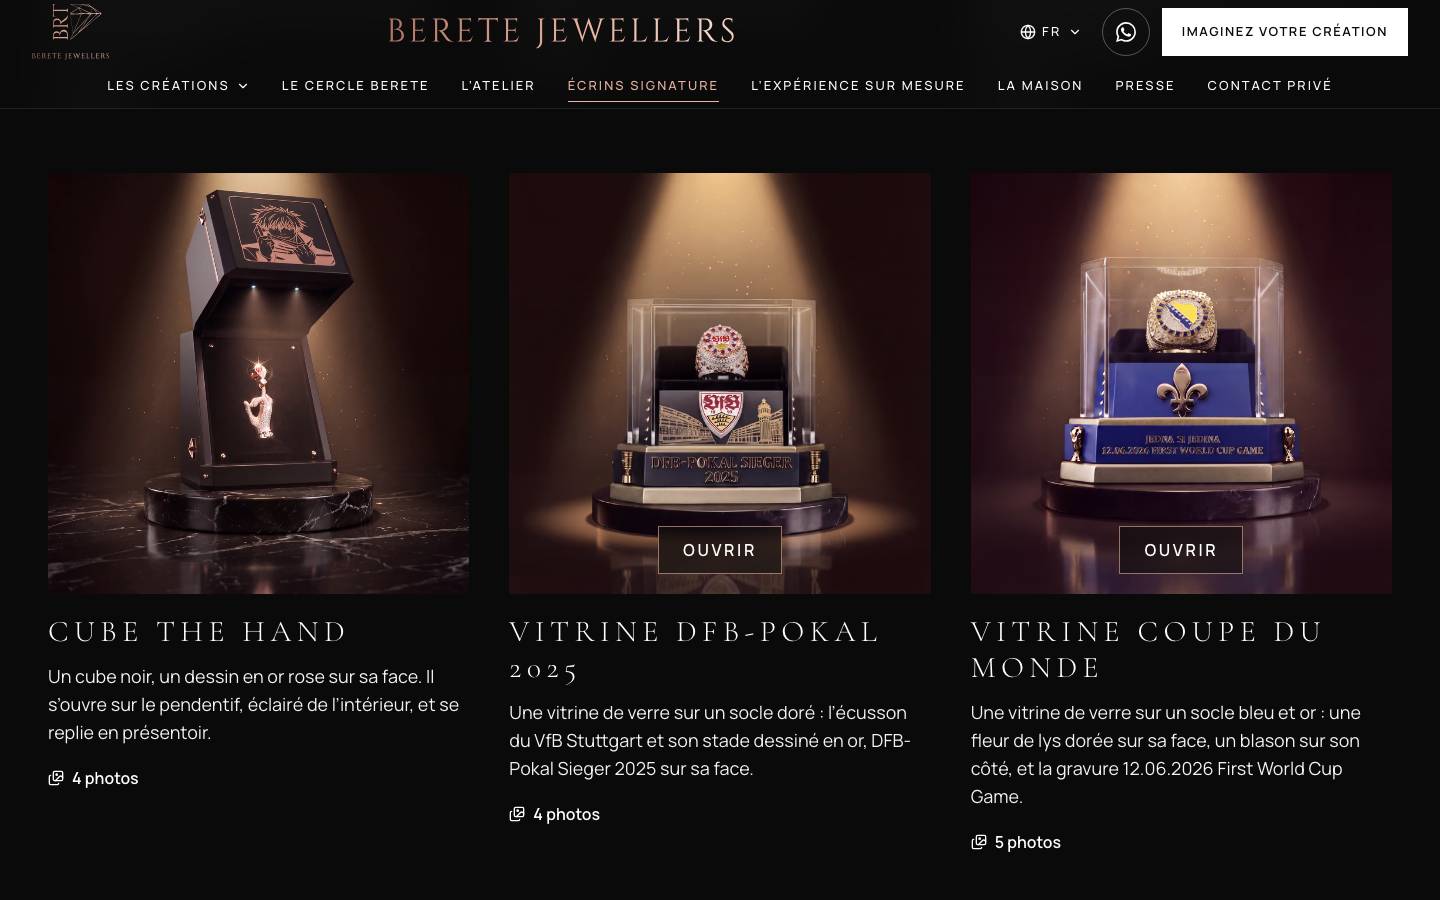 BRT
BERETE JEWELLERS
BERETE JEWELLERS
FR
IMAGINEZ VOTRE CRÉATION
LES CRÉATIONS
LE CERCLE BERETE
L'ATELIER
ÉCRINS SIGNATURE
L'EXPÉRIENCE SUR MESURE
LA MAISON
PRESSE
CONTACT PRIVÉ
VfB
VfB
DFB-POKAL SIEGER
2025
OUVRIR
JEDNA SI JEDINA
12.06.2026 FIRST WORLD CUP GAME
OUVRIR
CUBE THE HAND
Un cube noir, un dessin en or rose sur sa face. Il
s’ouvre sur le pendentif, éclairé de l’intérieur, et se
replie en présentoir.
4 photos
VITRINE DFB-POKAL
2025
Une vitrine de verre sur un socle doré : l’écusson
du VfB Stuttgart et son stade dessiné en or, DFB-
Pokal Sieger 2025 sur sa face.
4 photos
VITRINE COUPE DU
MONDE
Une vitrine de verre sur un socle bleu et or : une
fleur de lys dorée sur sa face, un blason sur son
côté, et la gravure 12.06.2026 First World Cup
Game.
5 photos